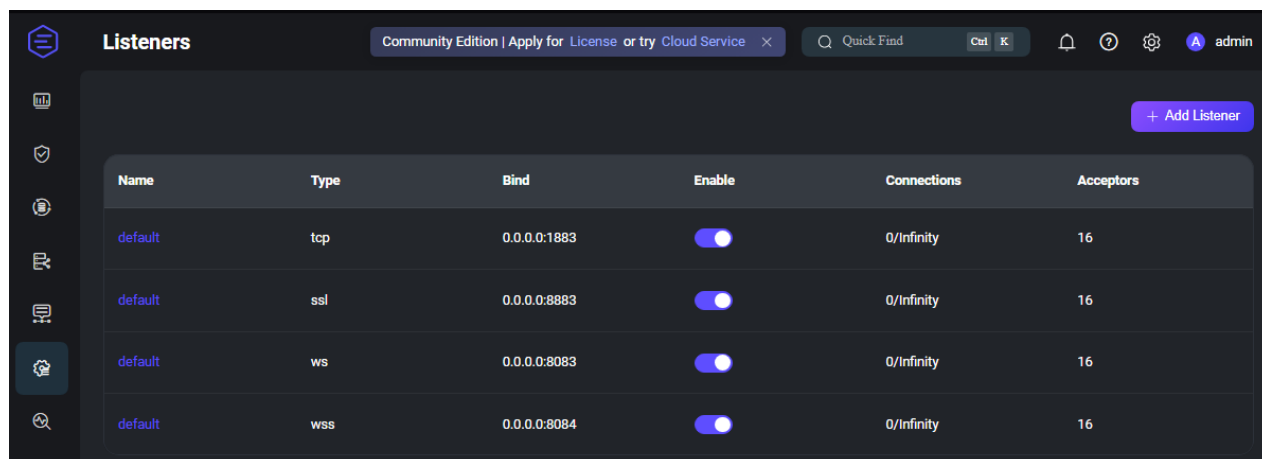 Listeners Community Edition | Apply for License or try Cloud Service Quick Find Ctrl K A admin
+ Add Listener
Name Type Bind Enable Connections Acceptors
default tcp 0.0.0.0:1883 0/Infinity 16
default ssl 0.0.0.0:8883 0/Infinity 16
default ws 0.0.0.0:8083 0/Infinity 16
default wss 0.0.0.0:8084 0/Infinity 16